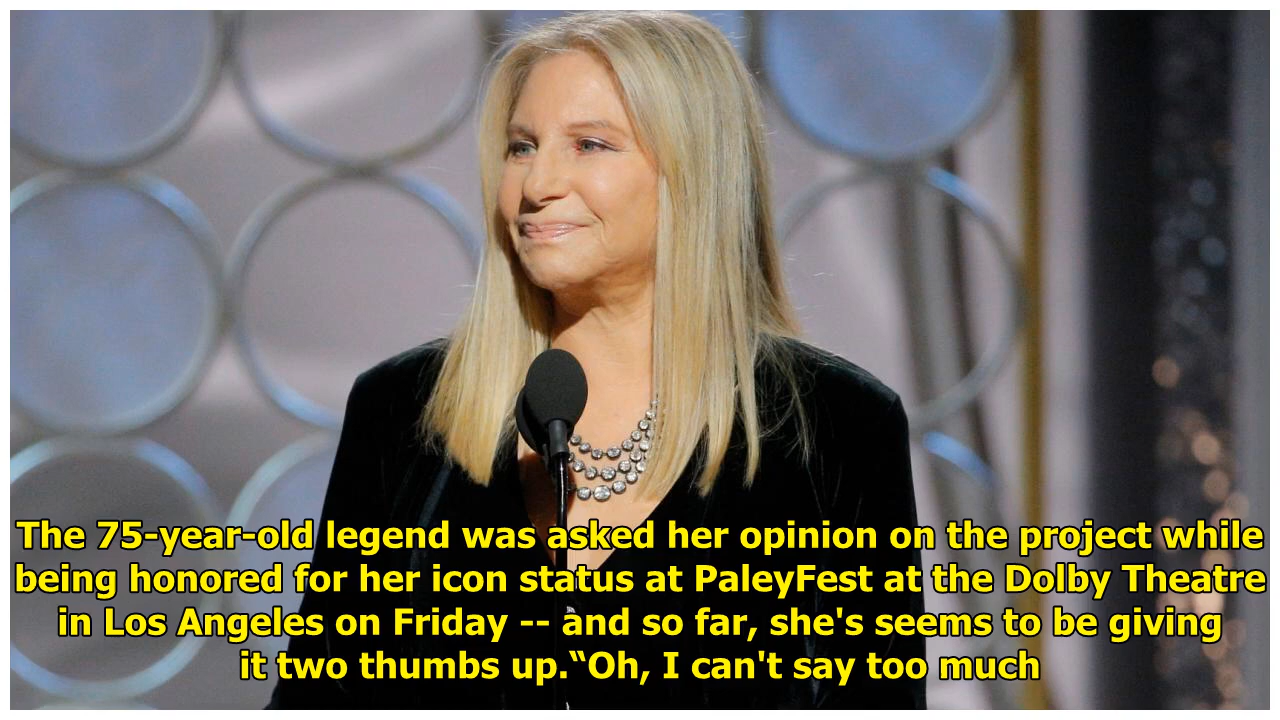 The 75-year-old legend was asked her opinion on the project while
being honored for her icon status at PaleyFest at the Dolby Theatre
in Los Angeles on Friday -- and so far, she's seems to be giving
it two thumbs up.“Oh, I can't say too much